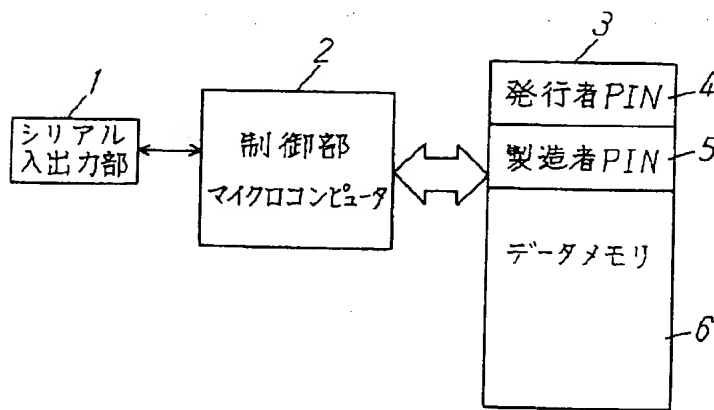 1
シリアル
入出力部
2
制御部
マイクロコンピュータ
3
発行者PIN
4
製造者PIN
5
データメモリ
6